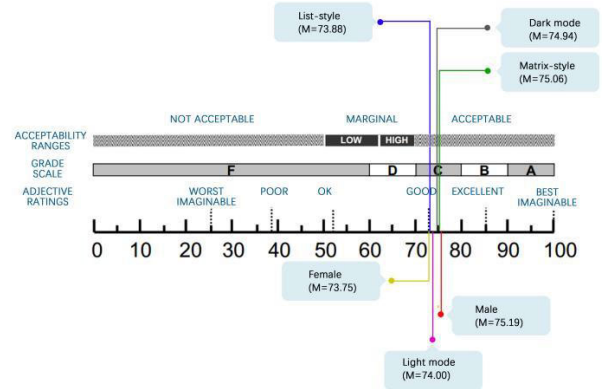 List-style
(M=73.88)
Dark mode
(M=74.94)
Matrix-style
(M=75.06)
NOT ACCEPTABLE MARGINAL ACCEPTABLE
ACCEPTABILITY
RANGES
LOW HIGH
GRADE
SCALE
F D C B A
ADJECTIVE
RATINGS
WORST
IMAGINABLE
POOR OK GOOD EXCELLENT
BEST
IMAGINABLE
0 10 20 30 40 50 60 70 80 90 100
Female
(M=73.75)
Male
(M=75.19)
Light mode
(M=74.00)